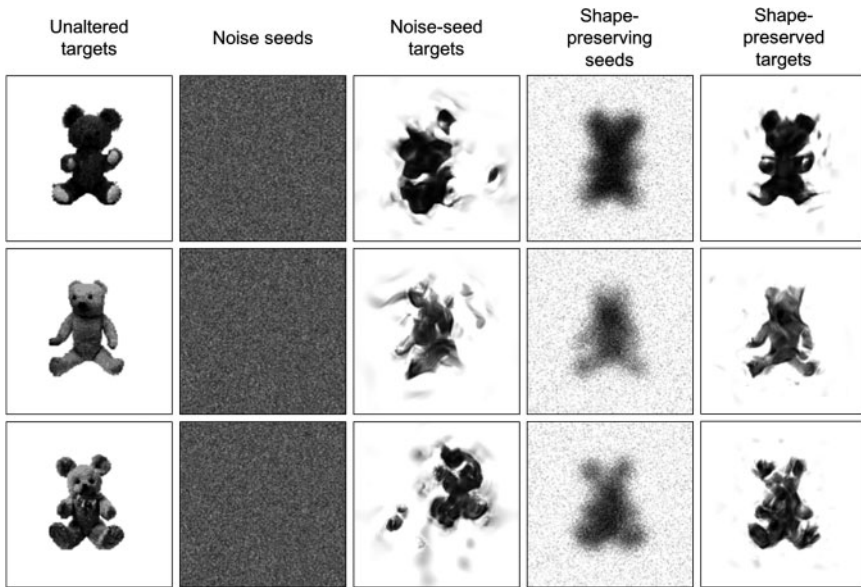 Unaltered
targets
Noise seeds
Noise-seed
targets
Shape-
preserving
seeds
Shape-
preserved
targets